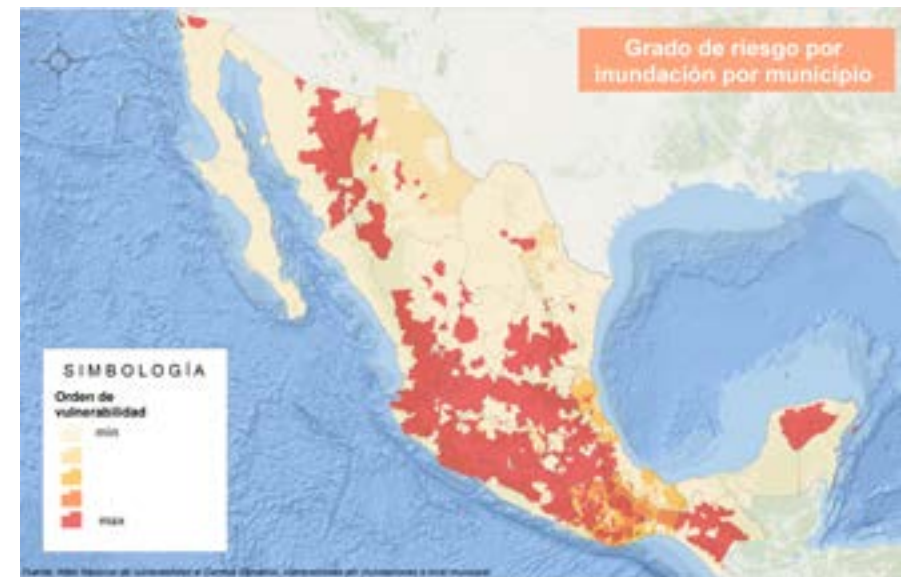 Grado de riesgo por
inundación por municipio
SIMBOLOGÍA
Orden de
vulnerabilidad
min
max